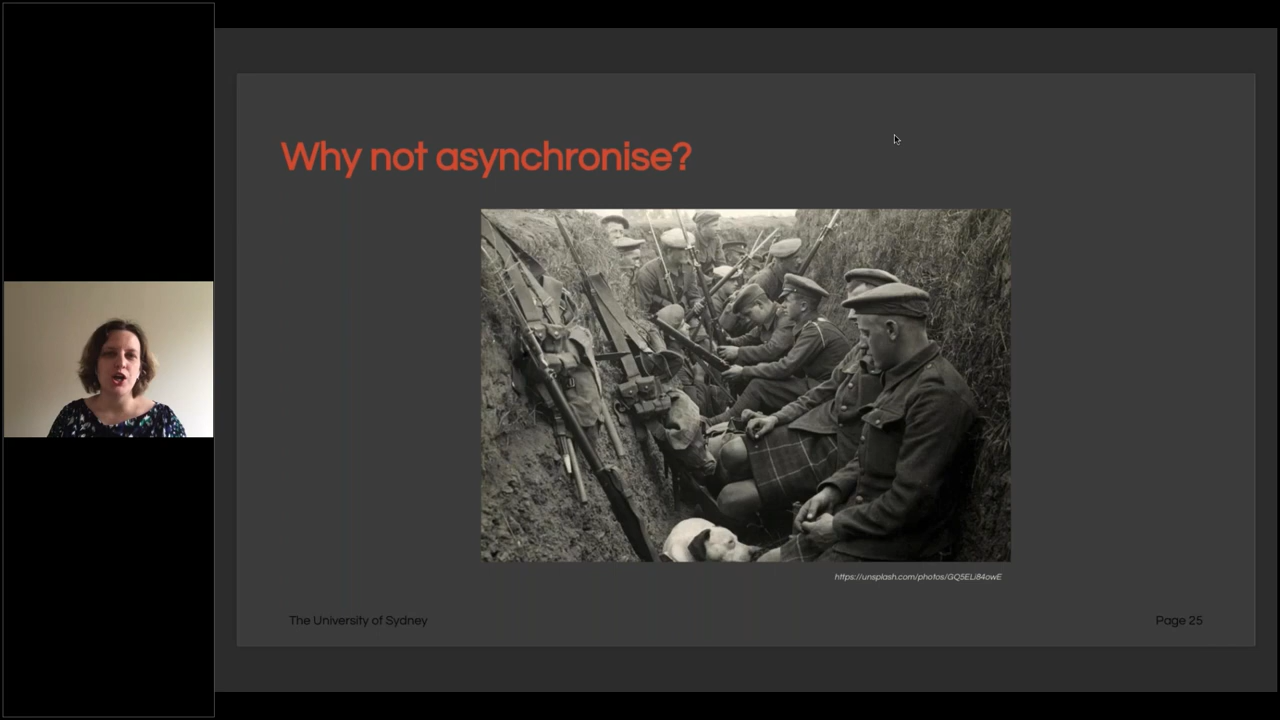 Why not asynchronise?
https://unsplash.com/photos/GQ5ELi84owE
The University of Sydney
Page 25